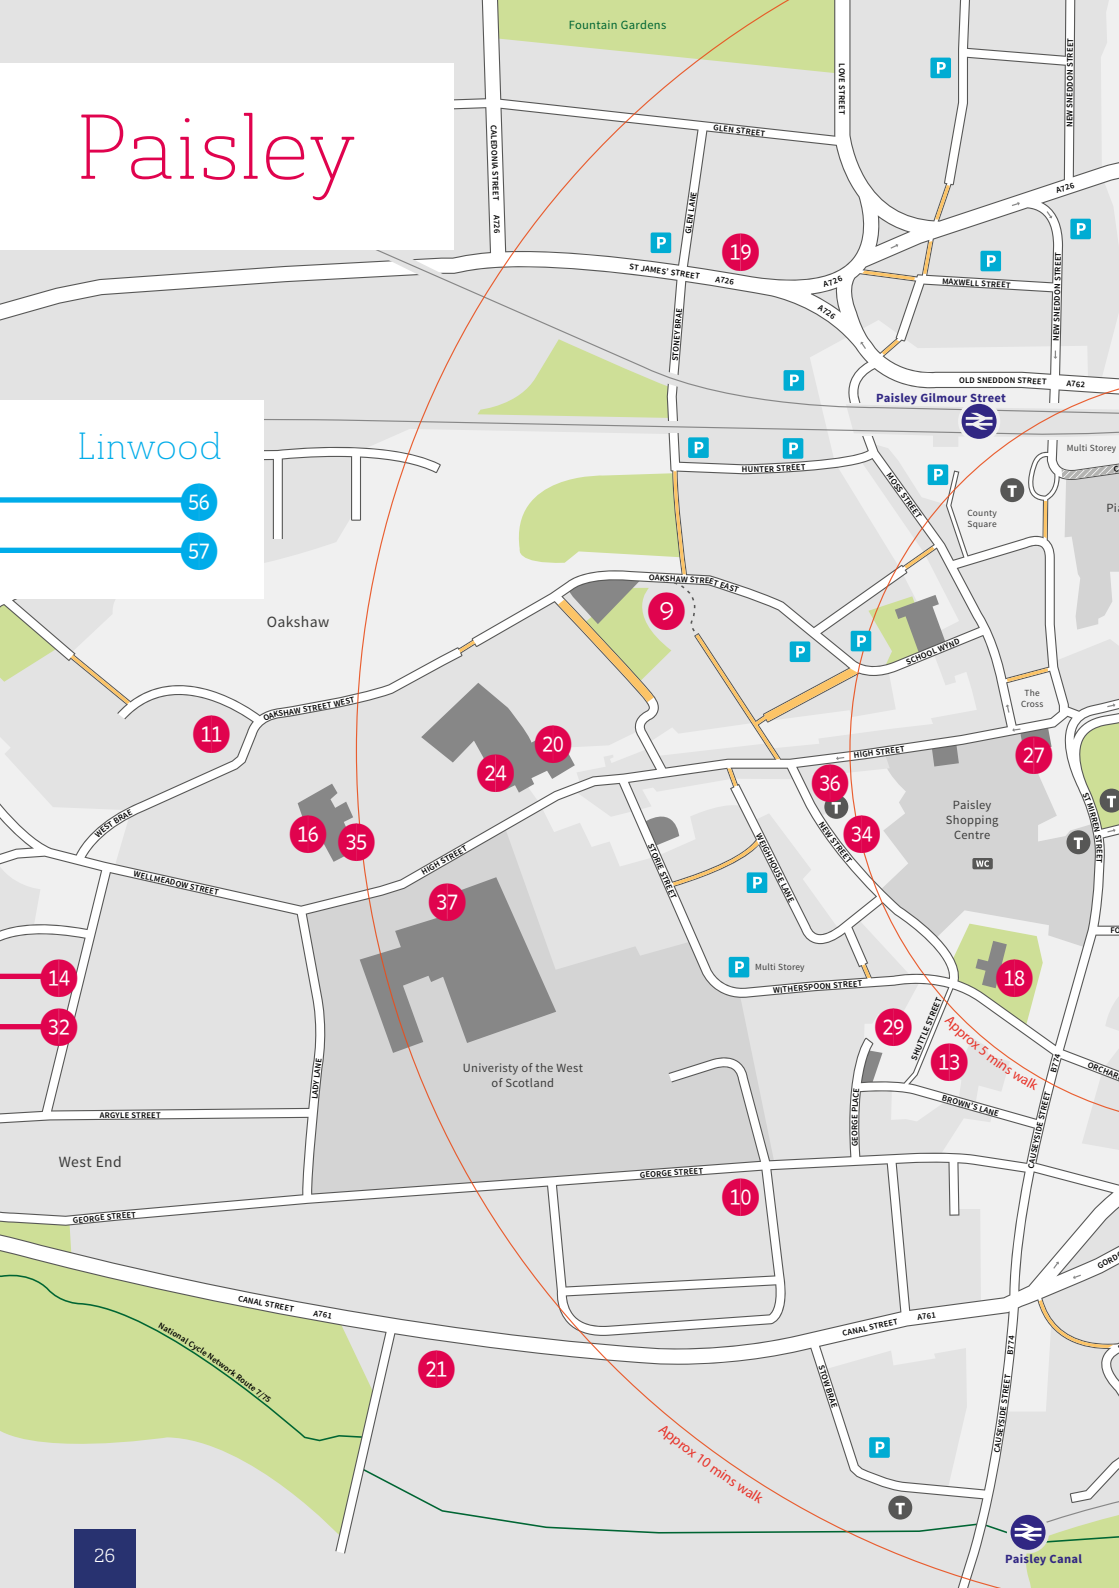 Fountain Gardens
P
LOVE STREET
NEW SNEDDON STREET
Paisley
GLEN STREET
CALEDONIA STREET
A726
GLEN LANE
A726
P
P
19
ST JAMES' STREET
A726
A726
P
MAXWELL STREET
NEW SNEDDON STREET
A726
STONEY BRAE
P
OLD SNEDDON STREET
A762
Paisley Gilmour Street
Linwood
56
57
P
P
HUNTER STREET
MOSS STREET
P
T
Multi Storey
County
Square
OAKSHAW STREET EAST
9
Oakshaw
P
P
SCHOOL WYND
The
Cross
OAKSHAW STREET WEST
11
20
24
HIGH STREET
27
36
T
34
NEW STREET
Paisley
Shopping
Centre
WC
T
T
ST MIRREN STREET
WEST BRAE
16
35
HIGH STREET
STORIE STREET
WEIGHHOUSE LANE
P
WELLMEADOW STREET
37
14
32
P
Multi Storey
WITHERSPOON STREET
18
29
SHUTTLE STREET
13
Approx 5 mins walk
Univeristy of the West
of Scotland
LADY LANE
GEORGE PLACE
BROWN'S LANE
B774
CAUSEYSIDE STREET
ARGYLE STREET
West End
GEORGE STREET
GEORGE STREET
10
CANAL STREET
A761
National Cycle Network Route 7/75
21
CANAL STREET
A761
STOW BRAE
B774
CAUSEYSIDE STREET
Approx 10 mins walk
P
T
Paisley Canal
26